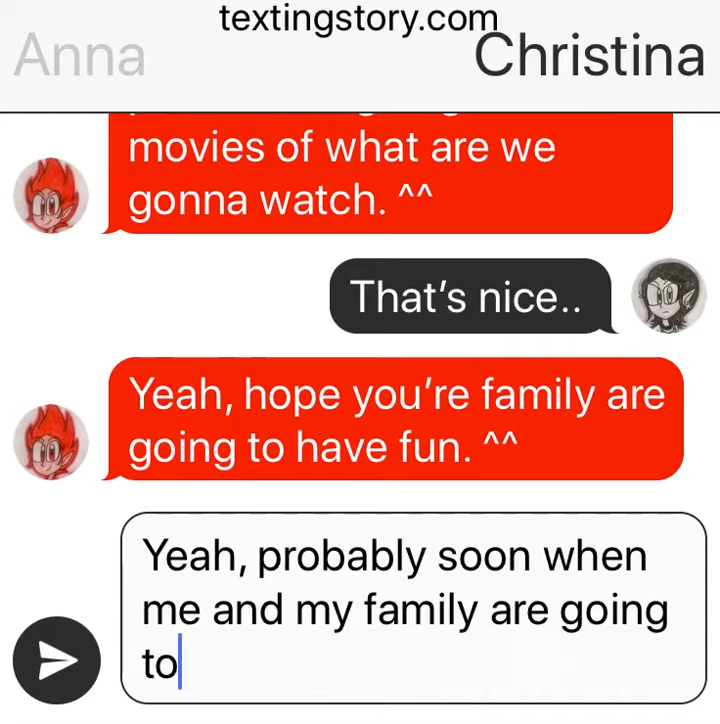 textingstory.com
Anna
Christina
movies of what are we
gonna watch. ^^
That's nice..
Yeah, hope you're family are
going to have fun. ^^
Yeah, probably soon when
me and my family are going
to